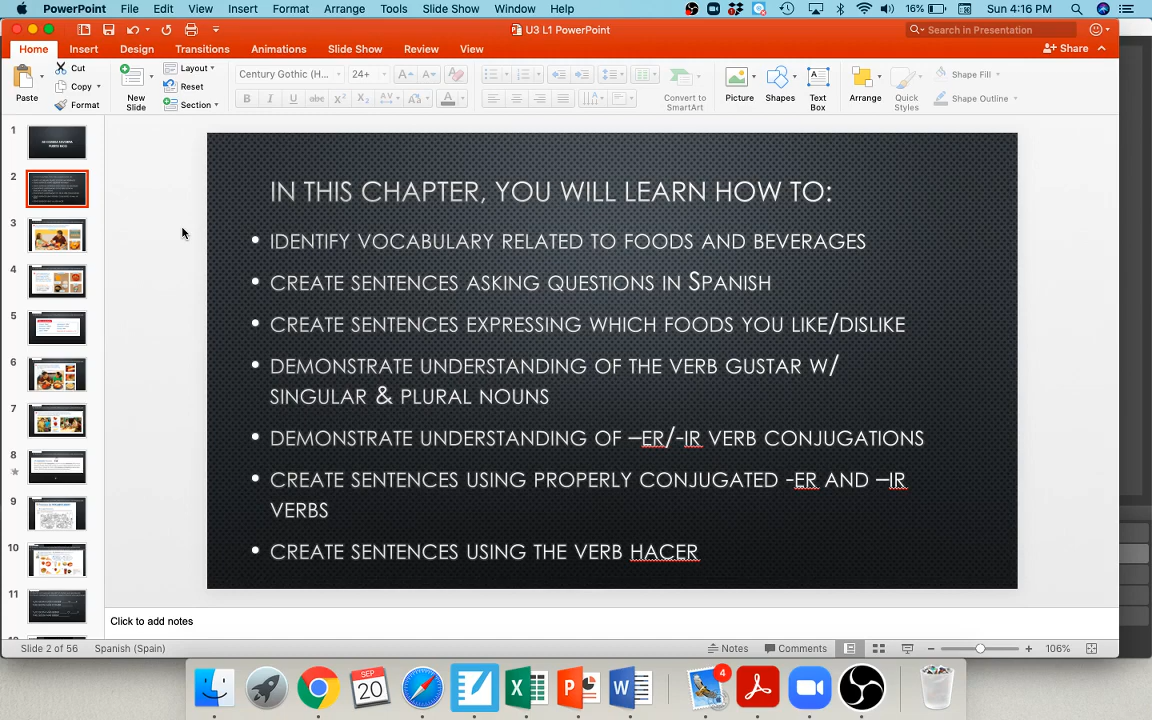 PowerPoint File Edit View Insert Format Arrange Tools Slide Show Window Help 16% Sun 4:16 PM
U3 L1 PowerPoint Search in Presentation
Home Insert Design Transitions Animations Slide Show Review View Share
Paste Cut Copy Format
New Slide Layout Reset Section
Century Gothic (H... 24+
B I U abc X² X₂ AV Aa A
Convert to SmartArt Picture Shapes Text Box Arrange Quick Styles Shape Fill Shape Outline
1
2
3
4
5
6
7
8
9
10
11
IN THIS CHAPTER, YOU WILL LEARN HOW TO:
• IDENTIFY VOCABULARY RELATED TO FOODS AND BEVERAGES
• CREATE SENTENCES ASKING QUESTIONS IN SPANISH
• CREATE SENTENCES EXPRESSING WHICH FOODS YOU LIKE/DISLIKE
• DEMONSTRATE UNDERSTANDING OF THE VERB GUSTAR W/
SINGULAR & PLURAL NOUNS
• DEMONSTRATE UNDERSTANDING OF –ER/-IR VERB CONJUGATIONS
• CREATE SENTENCES USING PROPERLY CONJUGATED -ER AND –IR
VERBS
• CREATE SENTENCES USING THE VERB HACER
Click to add notes
Slide 2 of 56 Spanish (Spain) Notes Comments 106%
SEP
20
4